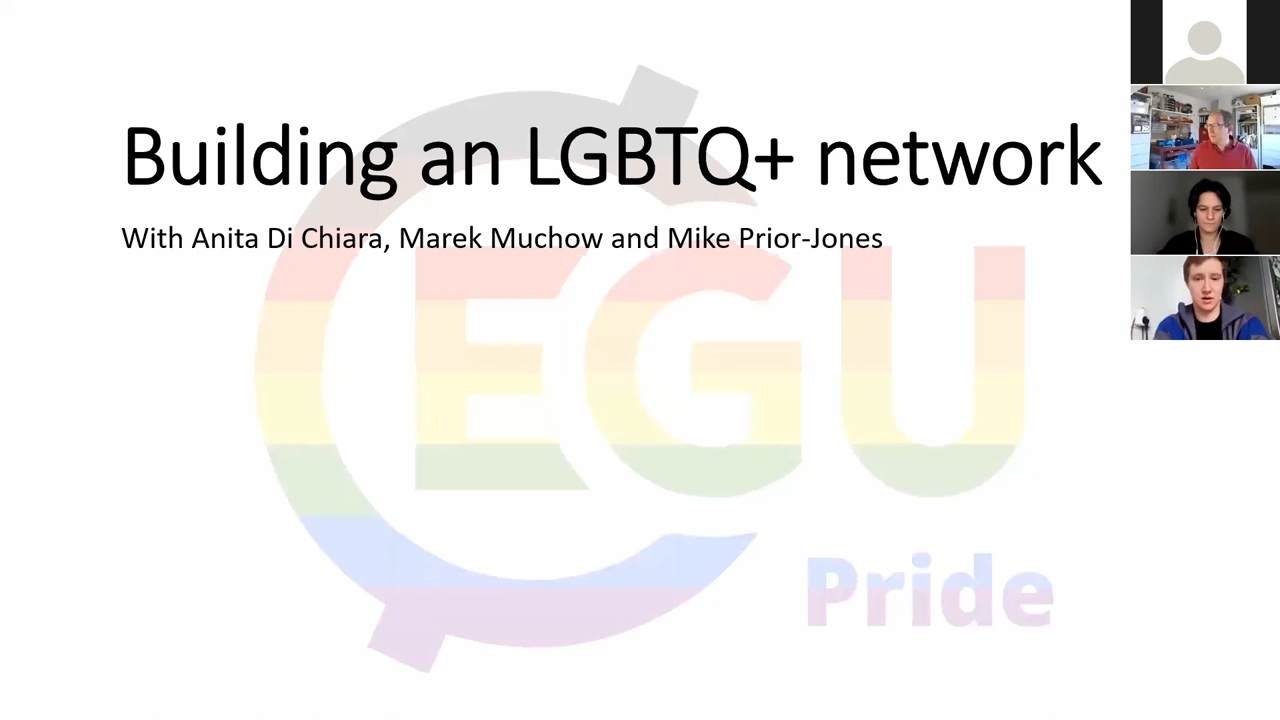 Building an LGBTQ+ network
With Anita Di Chiara, Marek Muchow and Mike Prior-Jones
EGU
Pride